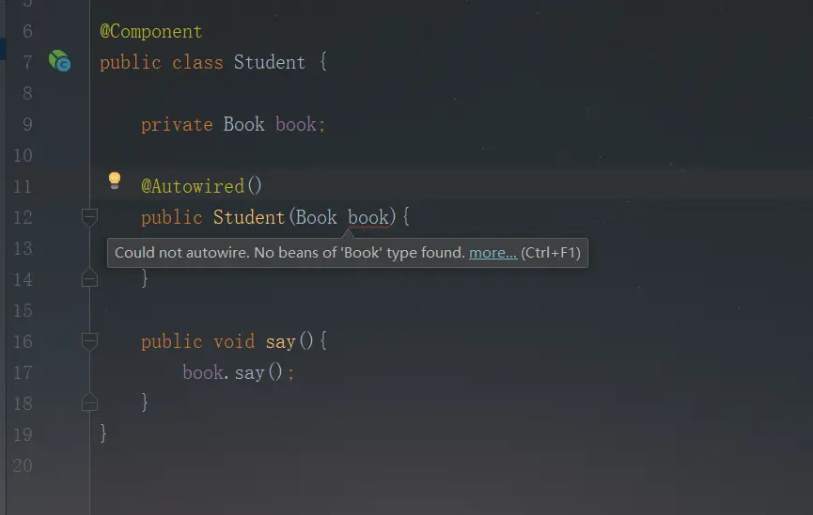 5
6 @Component
7 public class Student {
8
9 private Book book;
10
11 @Autowired()
12 public Student(Book book){
13 Could not autowire. No beans of 'Book' type found. more... (Ctrl+F1)
14 }
15
16 public void say(){
17 book.say();
18 }
19 }
20